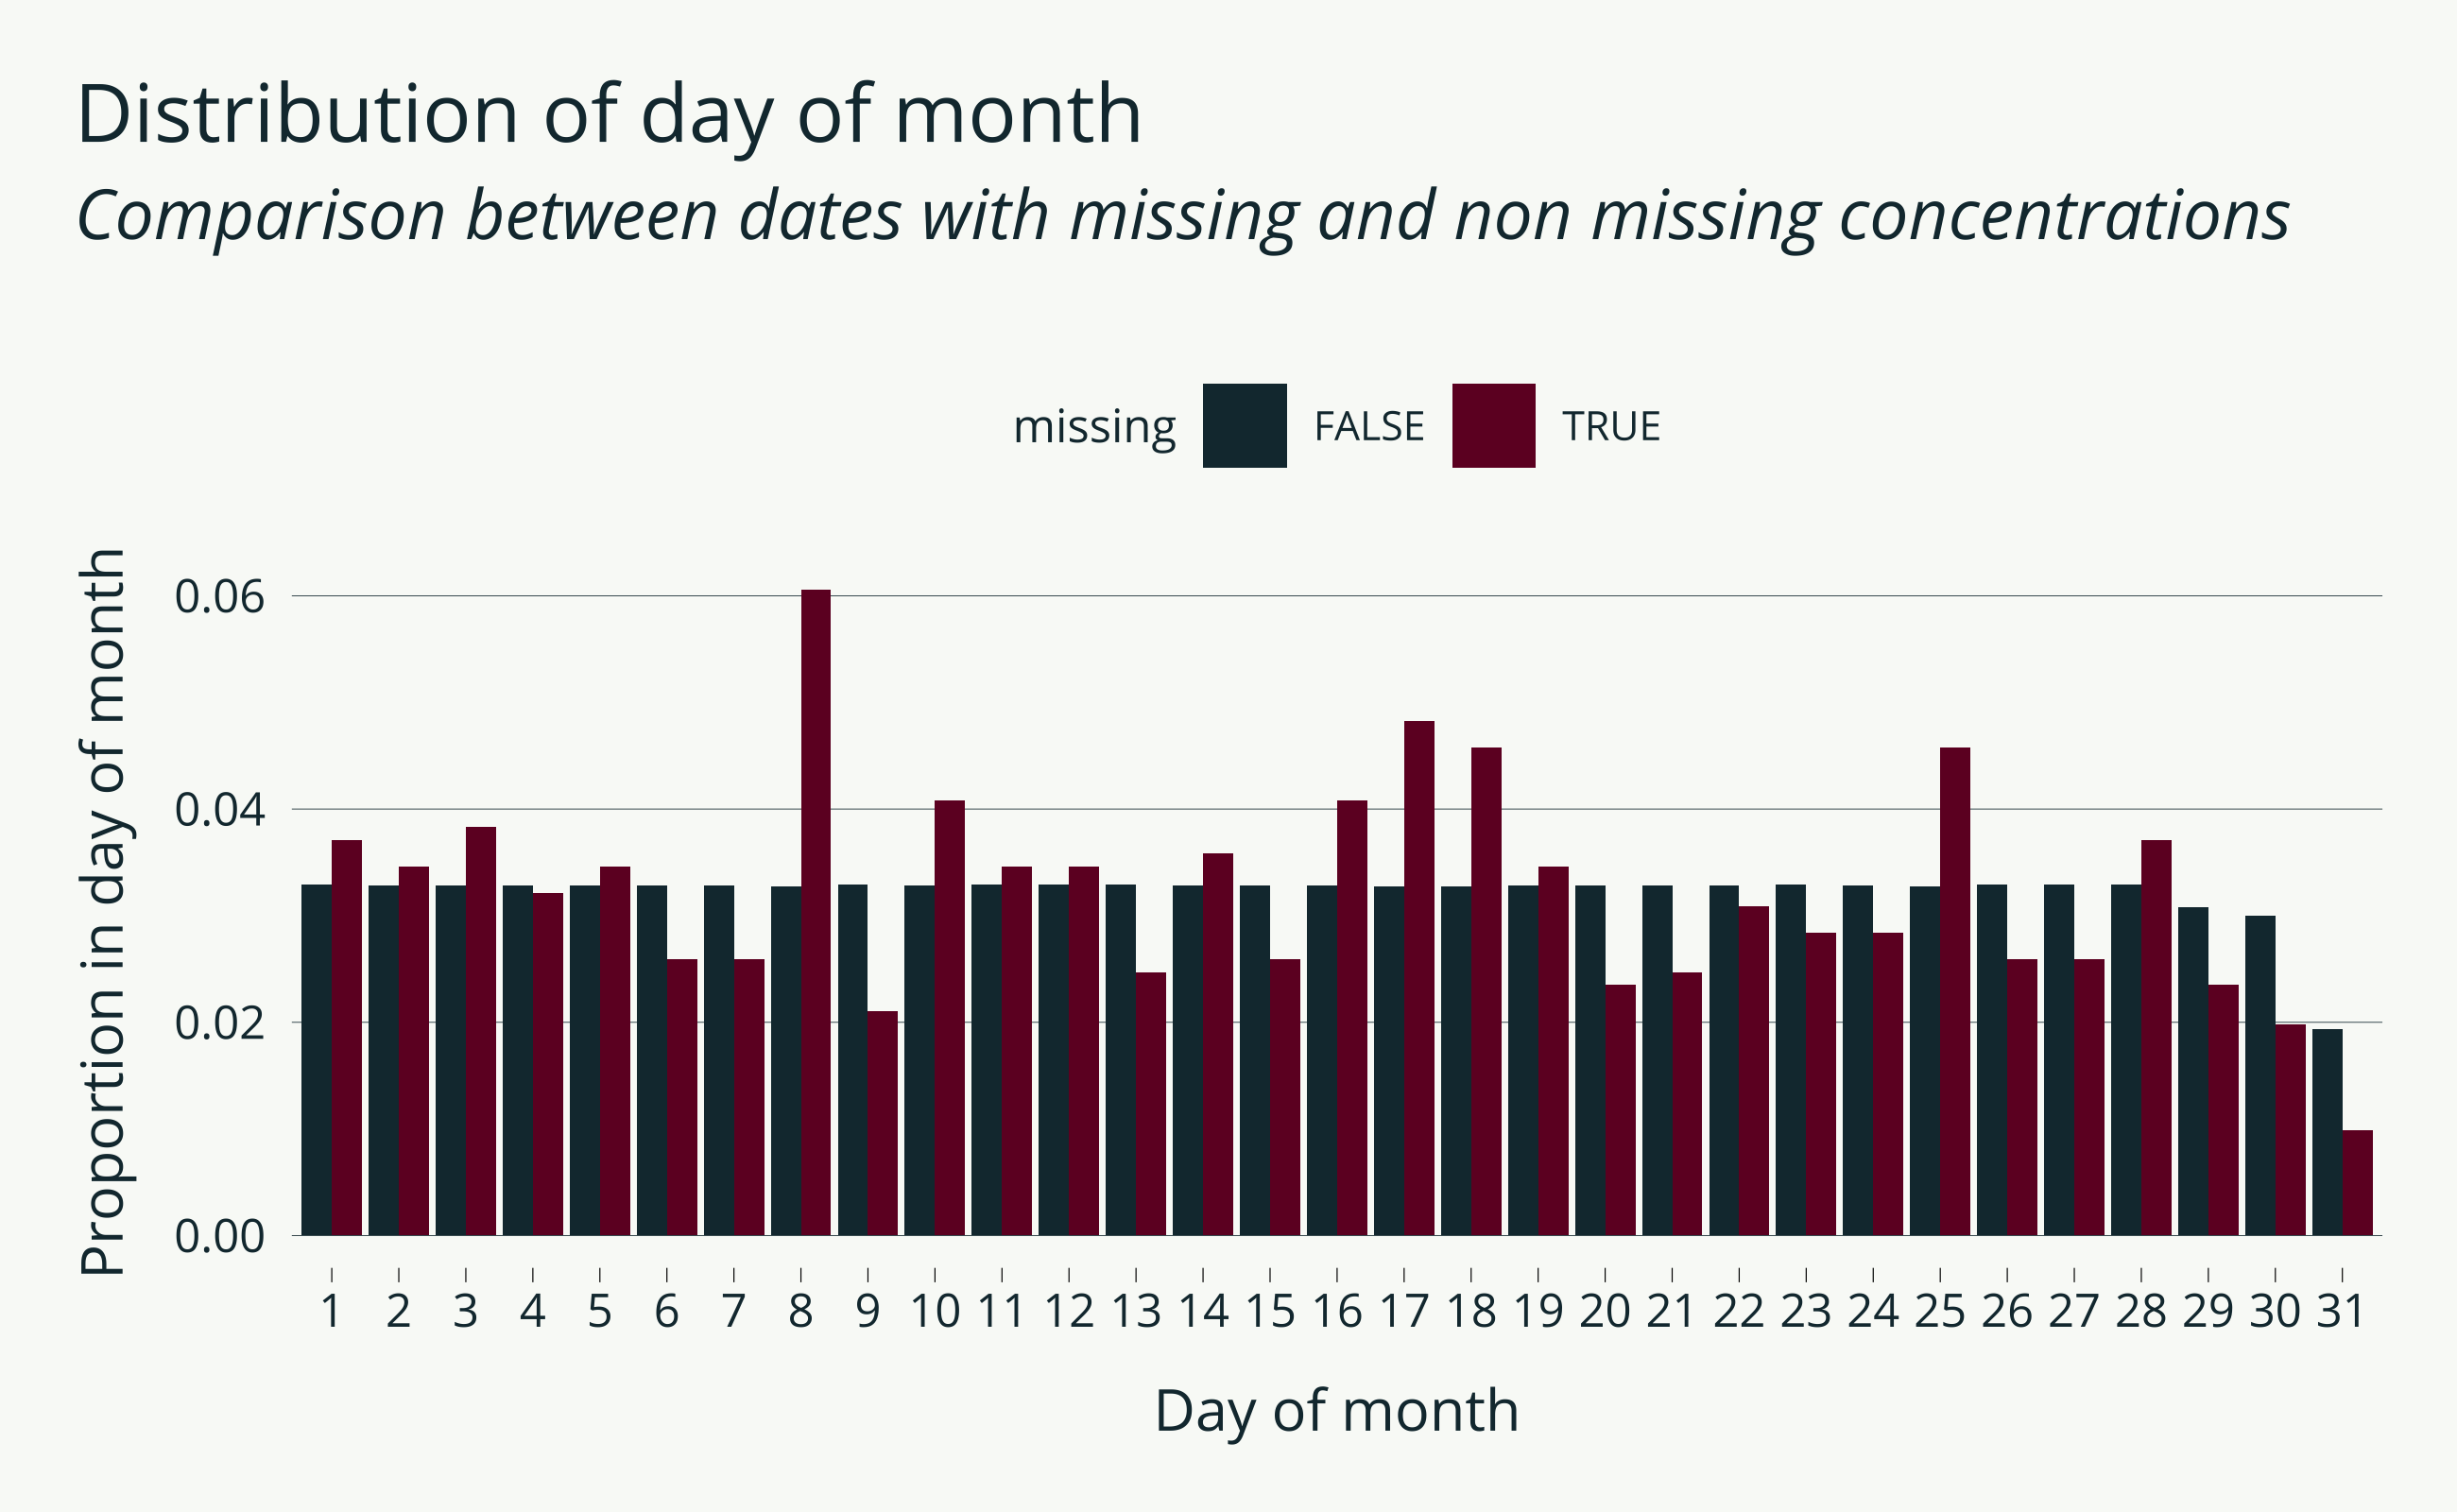 Distribution of day of month
Comparison between dates with missing and non missing concentrations
missing FALSE TRUE
Proportion in day of month
0.06
0.04
0.02
0.00
1 2 3 4 5 6 7 8 9 10 11 12 13 14 15 16 17 18 19 20 21 22 23 24 25 26 27 28 29 30 31
Day of month